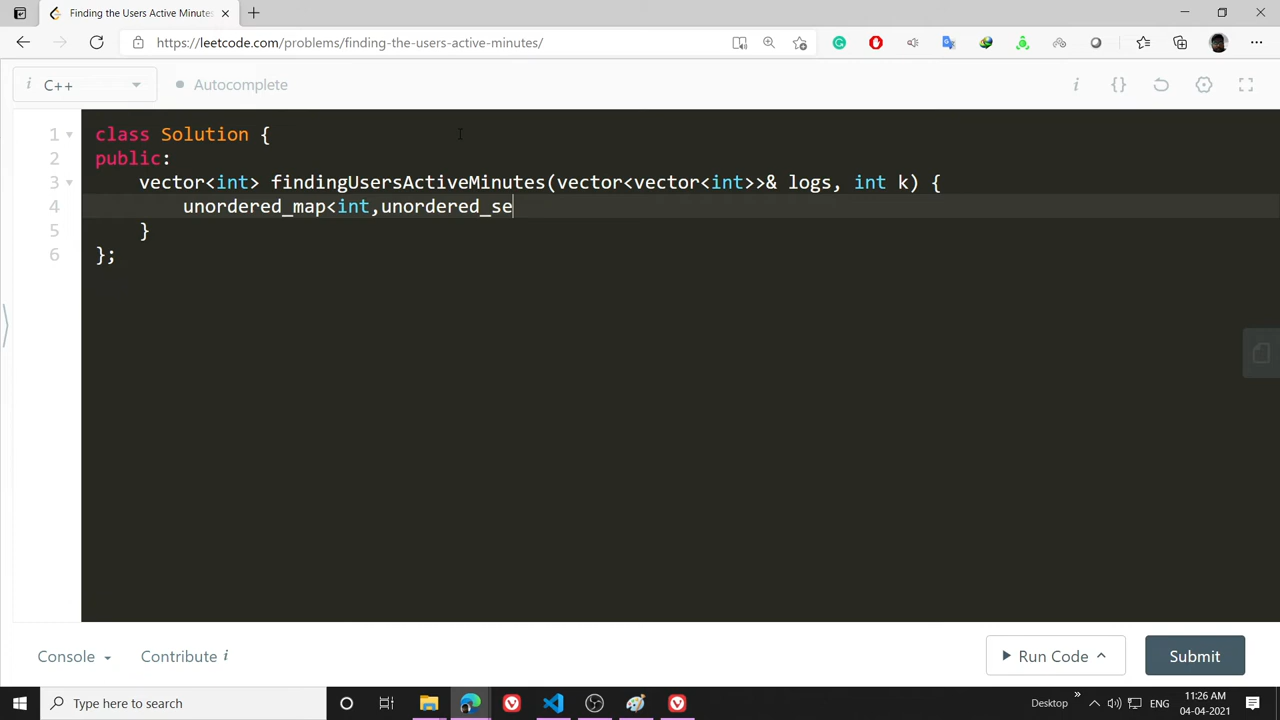 Finding the Users Active Minutes
https://leetcode.com/problems/finding-the-users-active-minutes/
i C++ Autocomplete i {}
1 class Solution {
2 public:
3 vector<int> findingUsersActiveMinutes(vector<vector<int>>& logs, int k) {
4 unordered_map<int,unordered_se
5 }
6 };
Console Contribute i Run Code Submit
Type here to search
Desktop » ENG 11:26 AM
04-04-2021